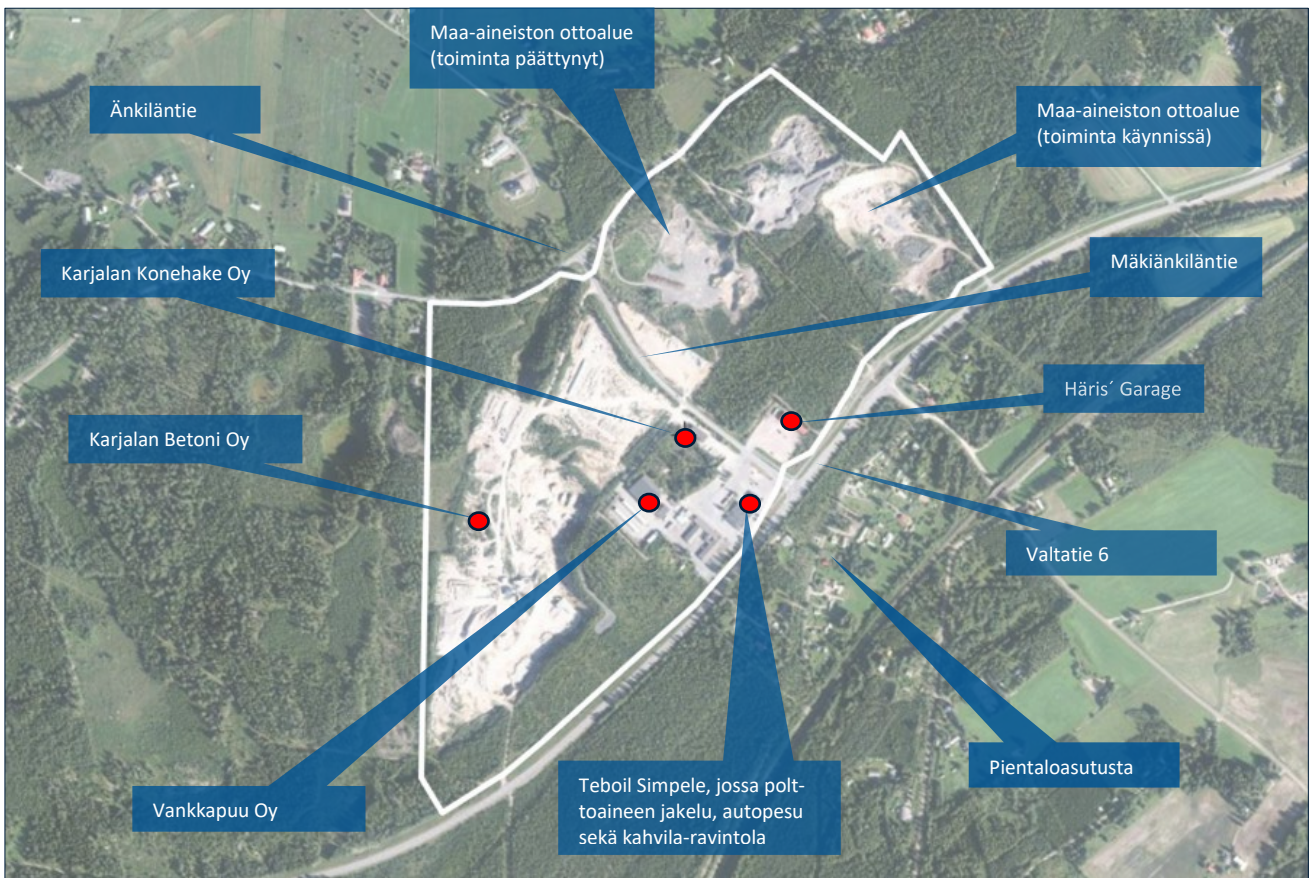 Maa-aineiston ottoalue
(toiminta päättynyt)
Änkiläntie
Maa-aineiston ottoalue
(toiminta käynnissä)
Karjalan Konehake Oy
Mäkiänkiläntie
Häris´ Garage
Karjalan Betoni Oy
Valtatie 6
Pientaloasutusta
Vankkapuu Oy
Teboil Simpele, jossa polt-
toaineen jakelu, autopesu
sekä kahvila-ravintola